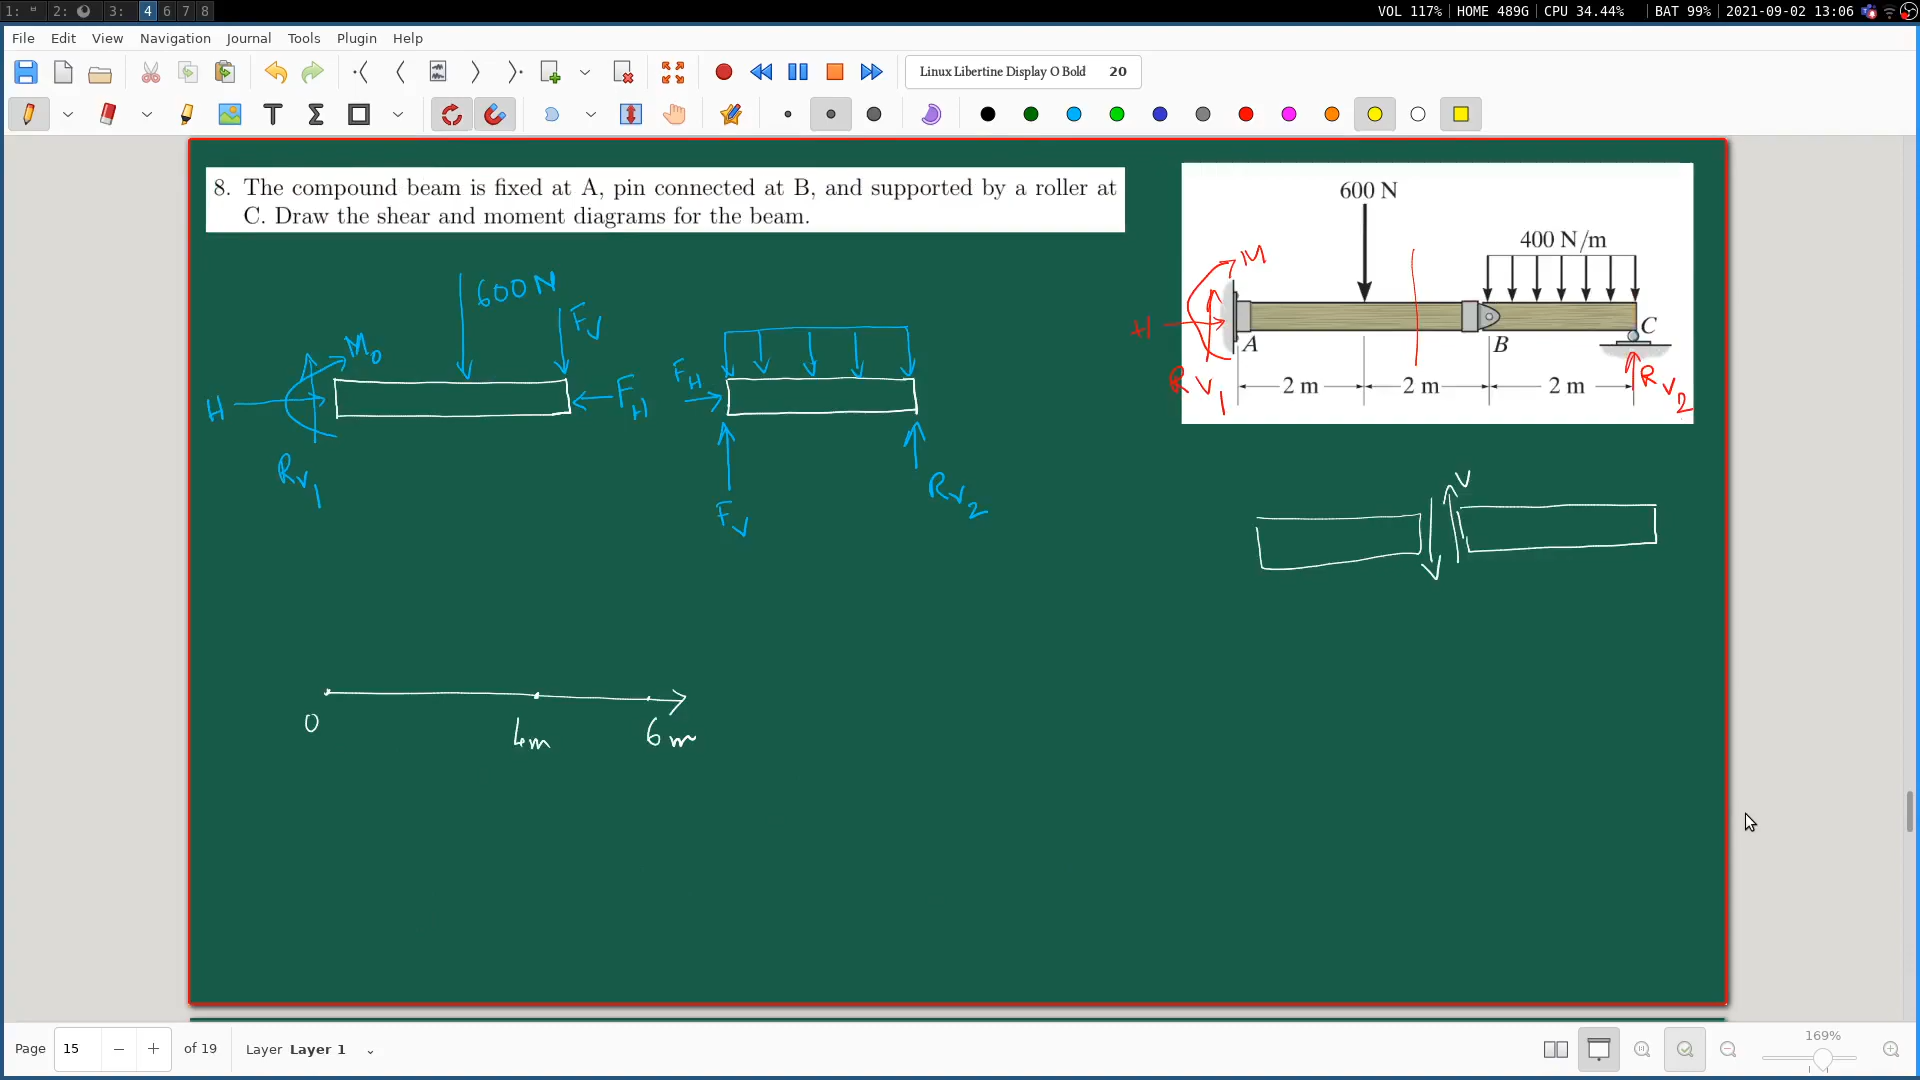 1: 2: 3: 4 6 7 8
VOL 117% HOME 489G CPU 34.44% BAT 99% 2021-09-02 13:06
File Edit View Navigation Journal Tools Plugin Help
Linux Libertine Display O Bold 20
8. The compound beam is fixed at A, pin connected at B, and supported by a roller at
C. Draw the shear and moment diagrams for the beam.
600 N
400 N/m
M
H
A
B
C
R V1
R V2
2 m
2 m
2 m
600 N
FV
M0
H
FH
FH
RV1
FV
RV2
V
V
0
4m
6m
Page 15 of 19 Layer Layer 1
169%